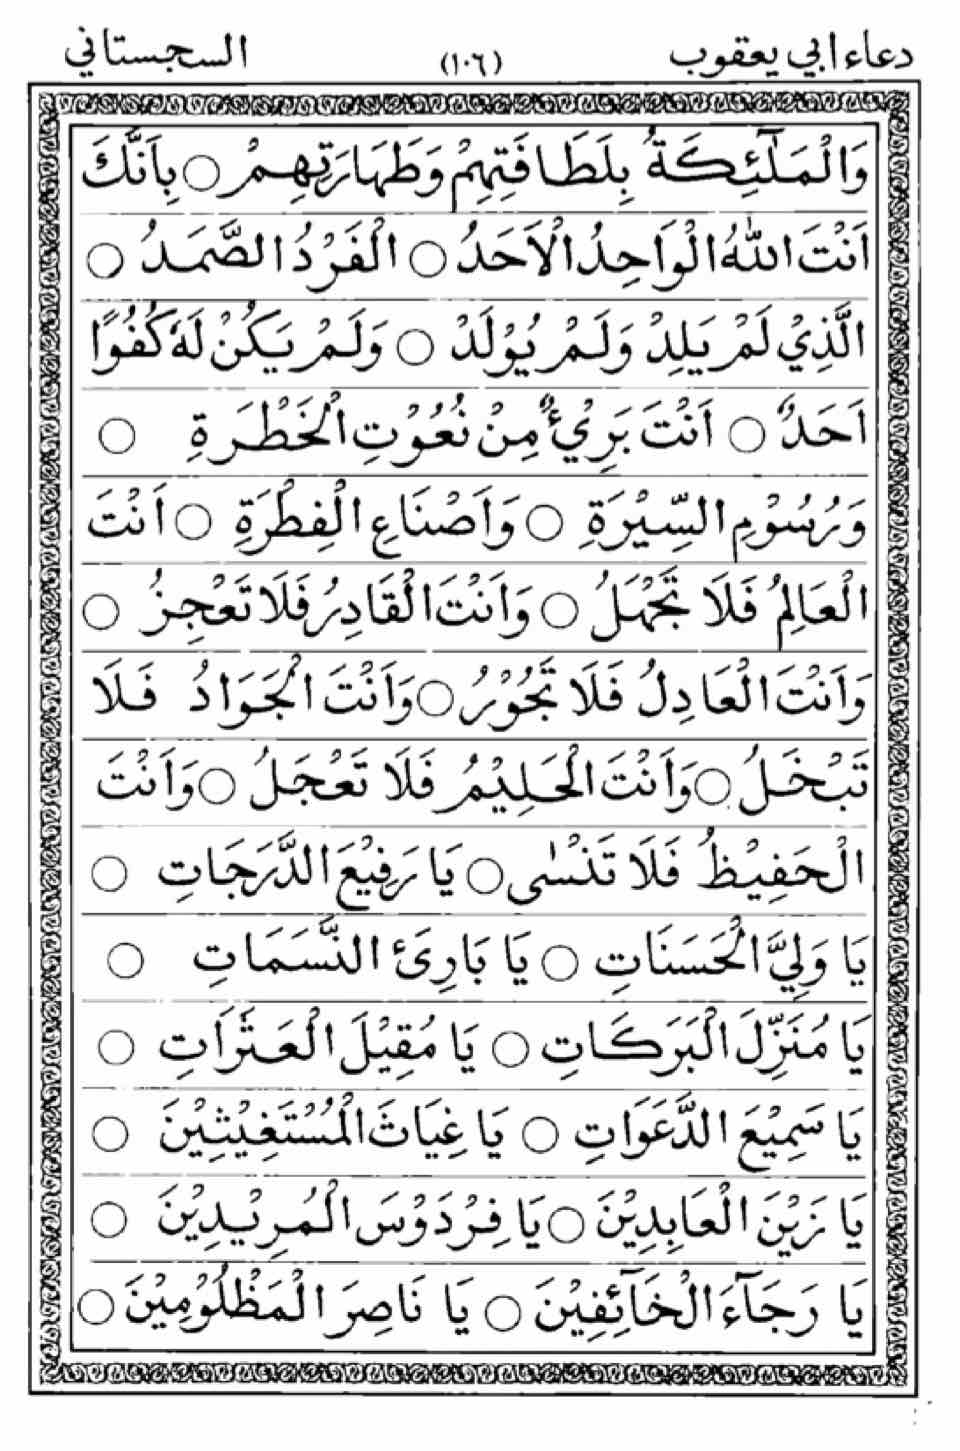 دعاء ابي يعقوب (١٠٦) السجستاني
وَالْمَلَٰٓئِكَةُ بِلَطَافَتِهِمْ وَطَهَارَتِهِمْ ○ بِاَنَّكَ
اَنْتَ اللهُ الْوَاحِدُ الْاَحَدُ ○ الْفَرْدُ الصَّمَدُ ○
الَّذِيْ لَمْ يَلِدْ وَلَمْ يُوْلَدْ ○ وَلَمْ يَكُنْ لَهٗ كُفُوًا
اَحَدٌ ○ اَنْتَ بَرِيْءٌ مِنْ نُعُوْتِ الْخَطْرَةِ ○
وَرُسُوْمِ السِّيْرَةِ ○ وَاَصْنَاعِ الْفِطْرَةِ ○ اَنْتَ
الْعَالِمُ فَلَا تَجْهَلُ ○ وَاَنْتَ الْقَادِرُ فَلَا تَعْجِزُ ○
وَاَنْتَ الْعَادِلُ فَلَا تَجُوْرُ ○ وَاَنْتَ الْجَوَادُ فَلَا
تَبْخَلُ ○ وَاَنْتَ الْحَلِيْمُ فَلَا تَعْجَلُ ○ وَاَنْتَ
الْحَفِيْظُ فَلَا تَنْسٰى ○ يَا رَفِيْعَ الدَّرَجَاتِ ○
يَا وَلِيَّ الْحَسَنَاتِ ○ يَا بَارِئَ النَّسَمَاتِ ○
يَا مُنَزِّلَ الْبَرَكَاتِ ○ يَا مُقِيْلَ الْعَثَرَاتِ ○
يَا سَمِيْعَ الدَّعَوَاتِ ○ يَا غِيَاثَ الْمُسْتَغِيْثِيْنَ ○
يَا زَيْنَ الْعَابِدِيْنَ ○ يَا فِرْدَوْسَ الْمُرِيْدِيْنَ ○
يَا رَجَآءَ الْخَآئِفِيْنَ ○ يَا نَاصِرَ الْمَظْلُوْمِيْنَ ○